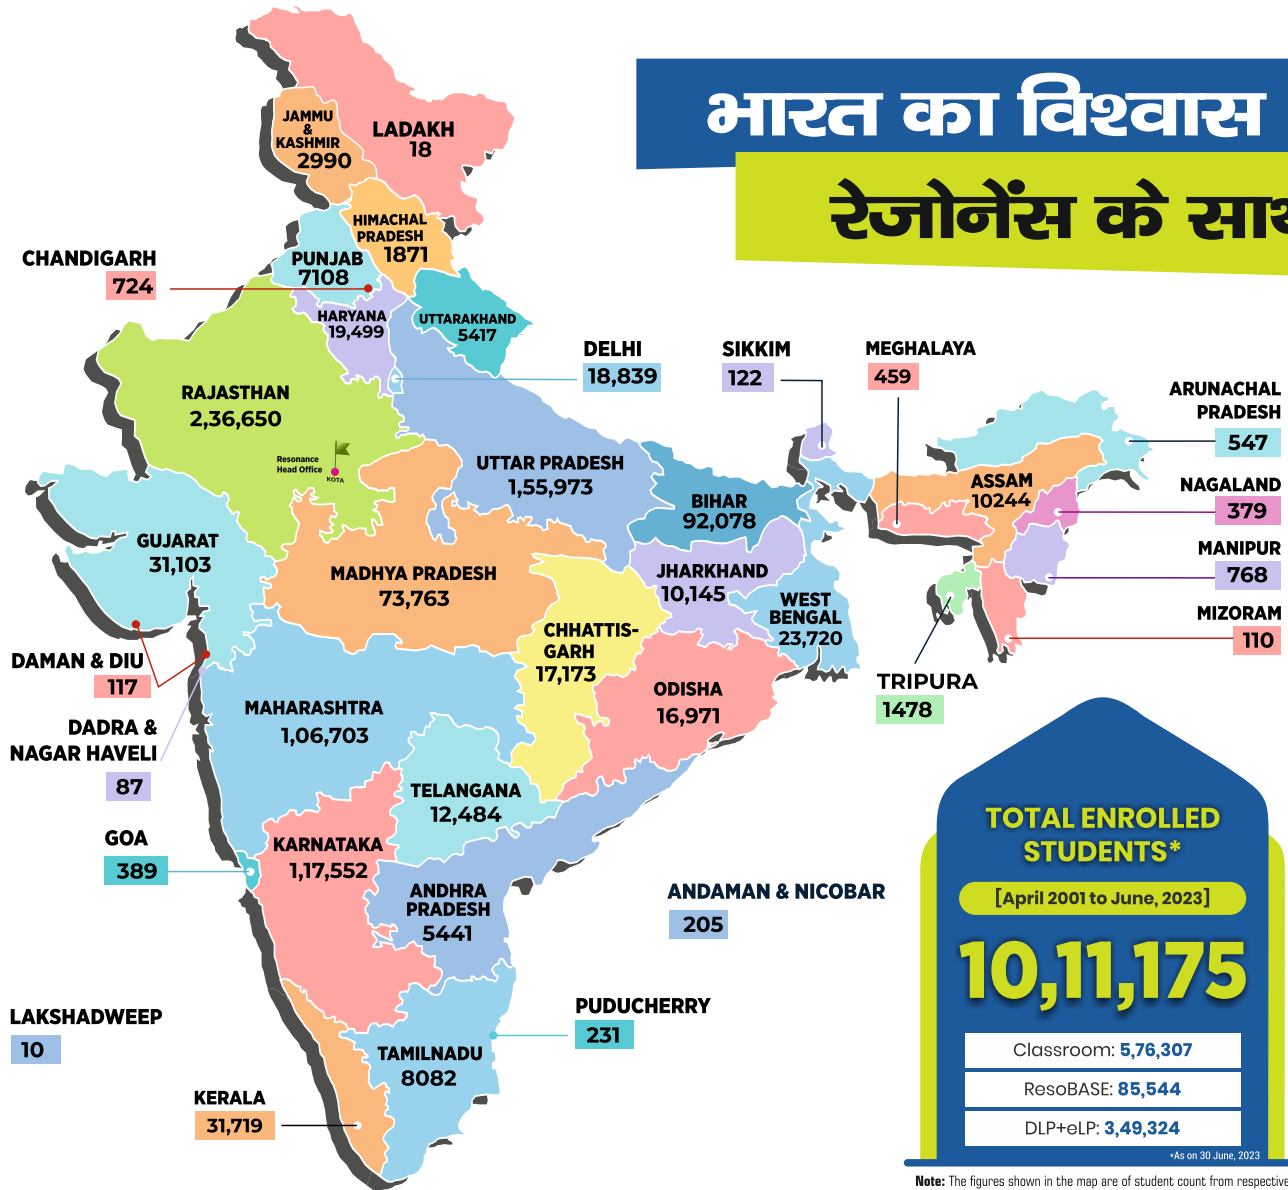 भारत का विश्वास
रेजोनेंस के साथ
JAMMU
&
KASHMIR
2990
LADAKH
18
HIMACHAL
PRADESH
1871
PUNJAB
7108
CHANDIGARH
724
HARYANA
19,499
UTTARAKHAND
5417
DELHI
18,839
SIKKIM
122
MEGHALAYA
459
ARUNACHAL
PRADESH
547
RAJASTHAN
2,36,650
Resonance
Head Office
KOTA
UTTAR PRADESH
1,55,973
BIHAR
92,078
ASSAM
10244
NAGALAND
379
MANIPUR
768
MIZORAM
110
TRIPURA
1478
GUJARAT
31,103
MADHYA PRADESH
73,763
JHARKHAND
10,145
WEST
BENGAL
23,720
CHHATTIS-
GARH
17,173
ODISHA
16,971
DAMAN & DIU
117
DADRA &
NAGAR HAVELI
87
MAHARASHTRA
1,06,703
TELANGANA
12,484
GOA
389
KARNATAKA
1,17,552
ANDHRA
PRADESH
5441
ANDAMAN & NICOBAR
205
LAKSHADWEEP
10
PUDUCHERRY
231
TAMILNADU
8082
KERALA
31,719
TOTAL ENROLLED
STUDENTS*
[April 2001 to June, 2023]
10,11,175
Classroom: 5,76,307
ResoBASE: 85,544
DLP+eLP: 3,49,324
*As on 30 June, 2023
Note: The figures shown in the map are of student count from respective